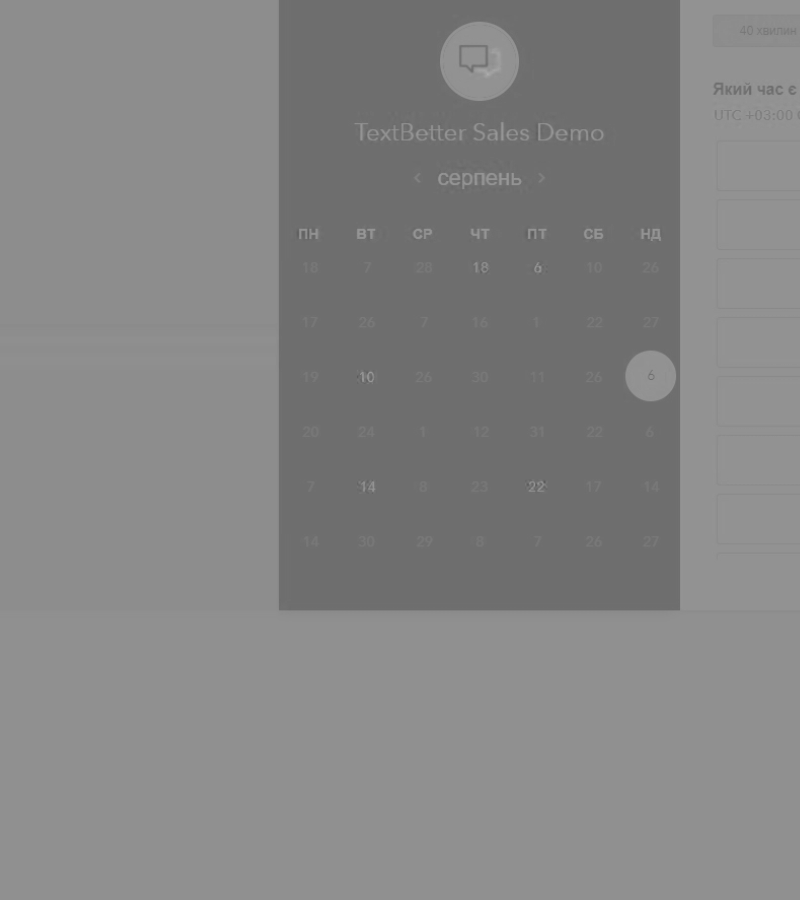 TextBetter Sales Demo
серпень
ПН ВТ СР ЧТ ПТ СБ НД
18 7 28 18 6 10 26
17 26 7 16 1 22 27
19 10 26 30 11 26 6
20 24 1 12 31 22 6
7 14 8 23 22 17 14
14 30 29 8 7 26 27
40 хвилин
Який час є
UTC +03:00